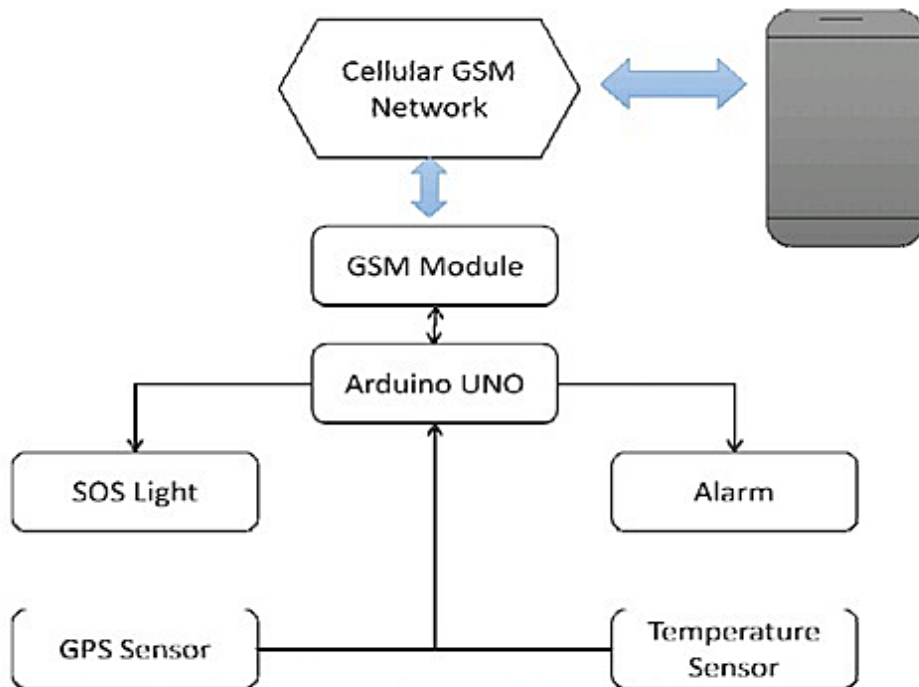 Cellular GSM
Network
GSM Module
Arduino UNO
SOS Light
Alarm
GPS Sensor
Temperature
Sensor